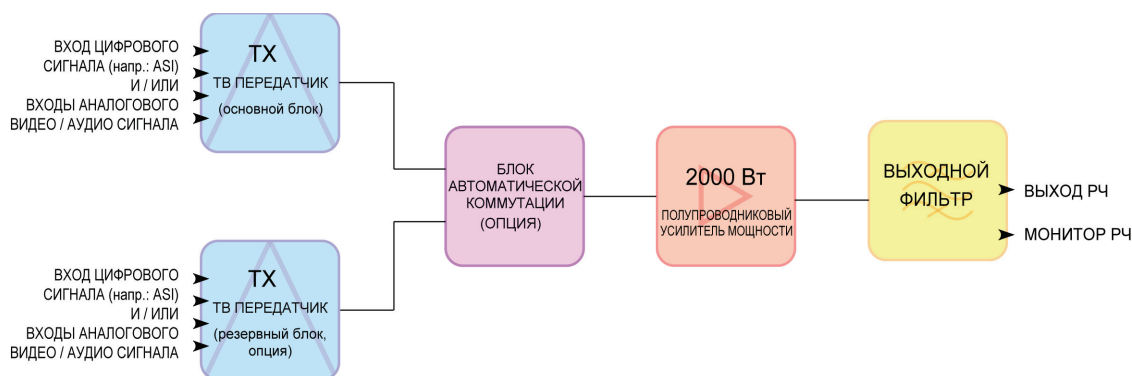 ВХОД ЦИФРОВОГО
СИГНАЛА (напр.: ASI)
И / ИЛИ
ВХОДЫ АНАЛОГОВОГО
ВИДЕО / АУДИО СИГНАЛА
TX
ТВ ПЕРЕДАТЧИК
(основной блок)
ВХОД ЦИФРОВОГО
СИГНАЛА (напр.: ASI)
И / ИЛИ
ВХОДЫ АНАЛОГОВОГО
ВИДЕО / АУДИО СИГНАЛА
TX
ТВ ПЕРЕДАТЧИК
(резервный блок,
опция)
БЛОК
АВТОМАТИЧЕСКОЙ
КОММУТАЦИИ
(ОПЦИЯ)
2000 Вт
ПОЛУПРОВОДНИКОВЫЙ
УСИЛИТЕЛЬ МОЩНОСТИ
ВЫХОДНОЙ
ФИЛЬТР
ВЫХОД РЧ
МОНИТОР РЧ